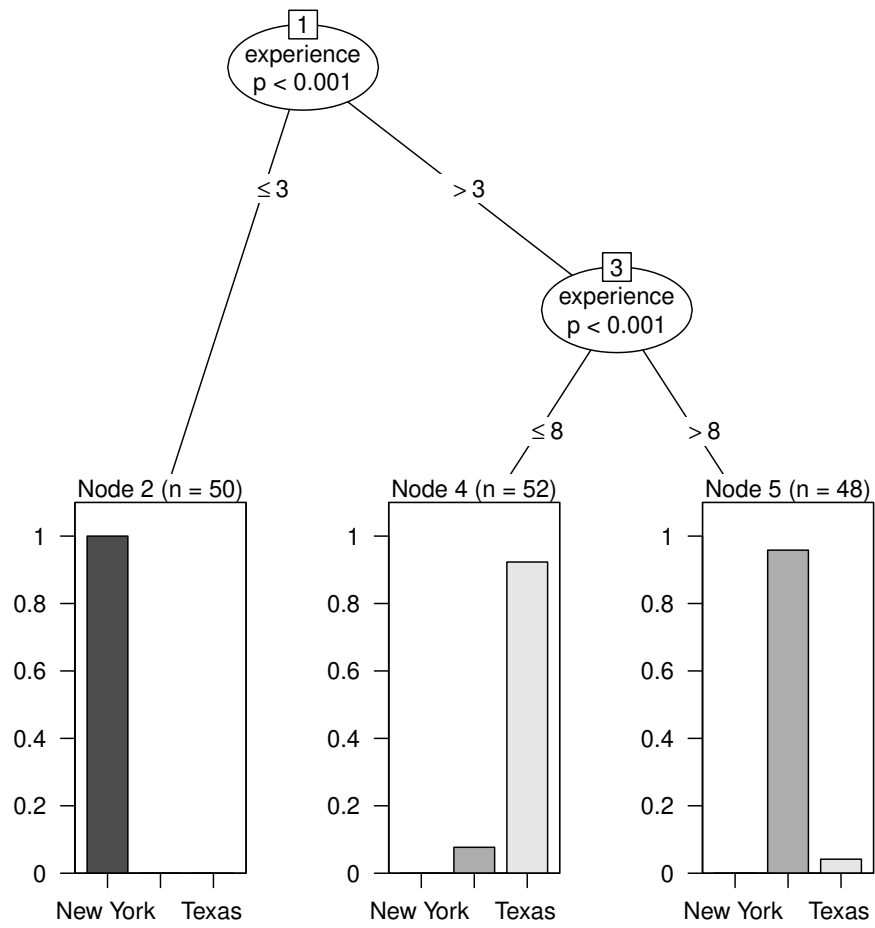 1
experience
p < 0.001
≤ 3
> 3
3
experience
p < 0.001
≤ 8
> 8
Node 2 (n = 50)
1
0.8
0.6
0.4
0.2
0
New York Texas
Node 4 (n = 52)
1
0.8
0.6
0.4
0.2
0
New York Texas
Node 5 (n = 48)
1
0.8
0.6
0.4
0.2
0
New York Texas